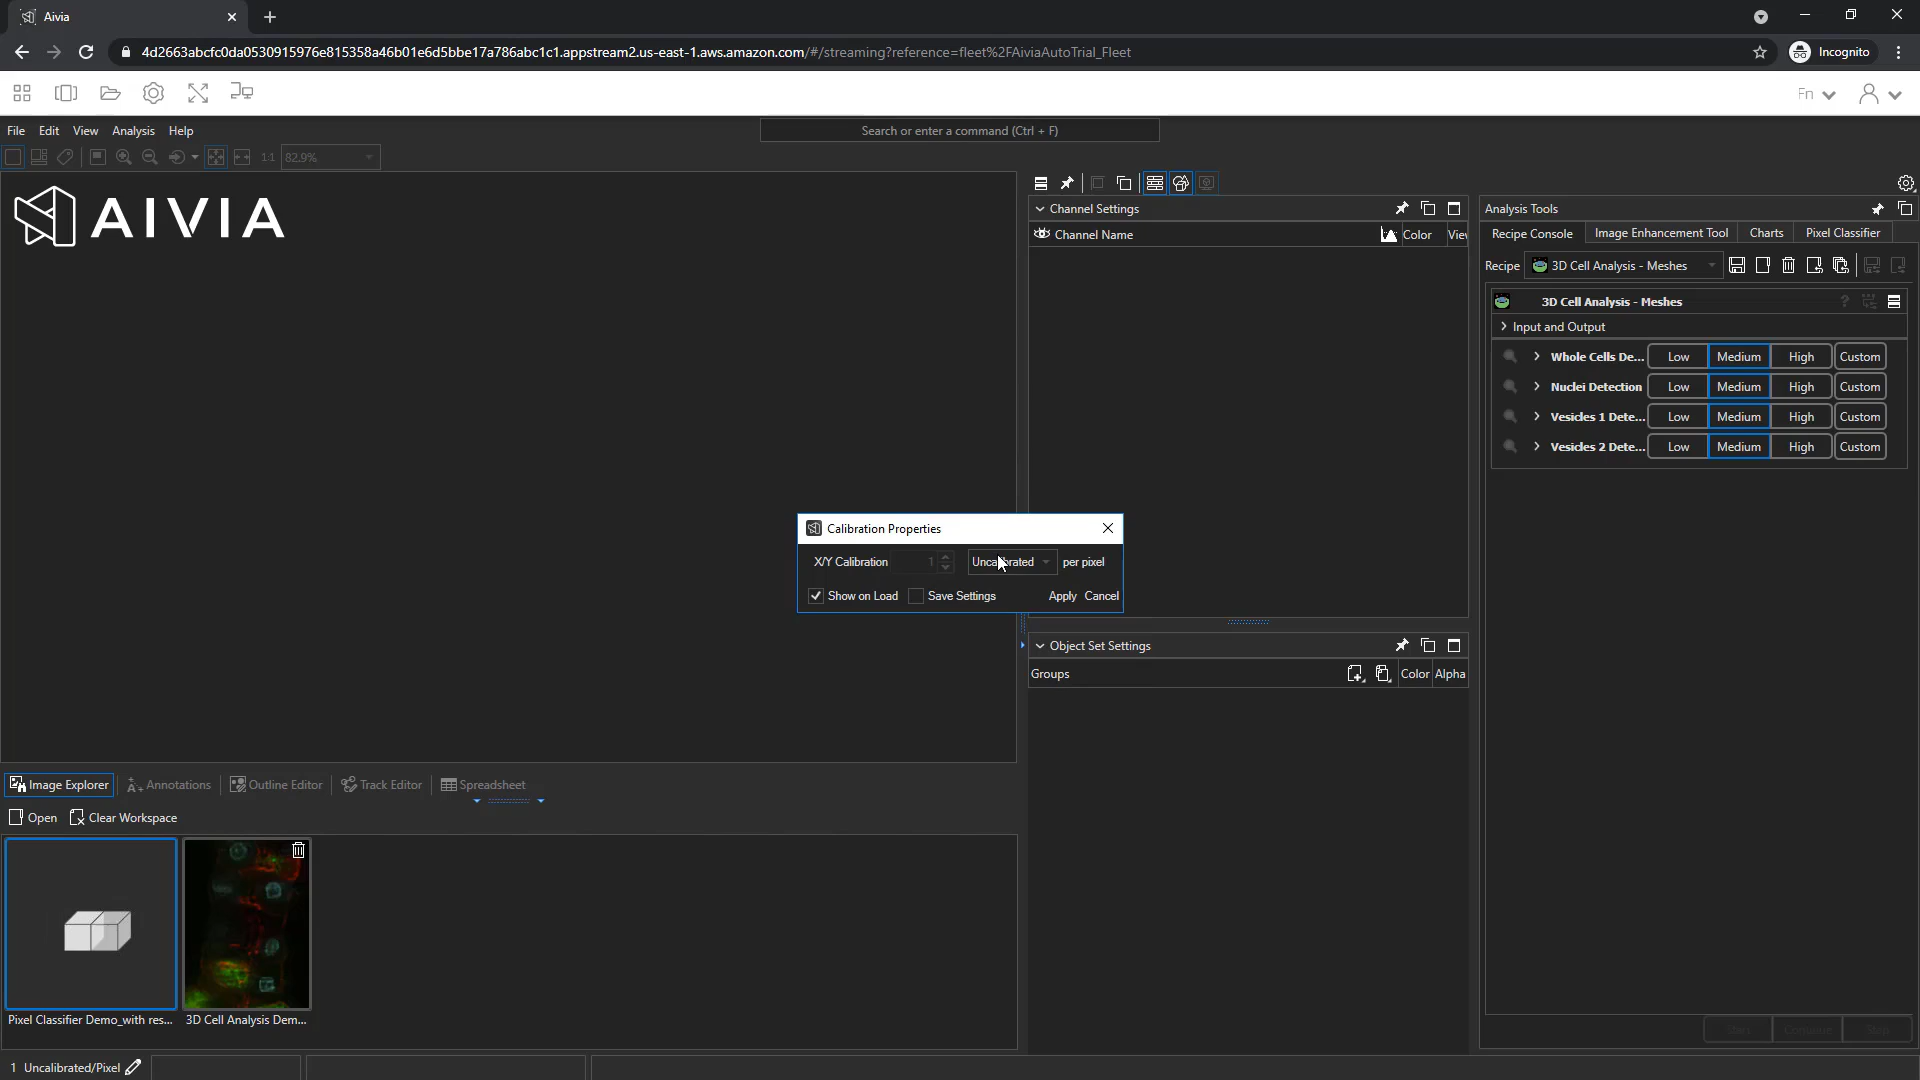 Aivia
4d2663abcfc0da0530915976e815358a46b01e6d5bbe17a786abc1c1.appstream2.us-east-1.aws.amazon.com/#/streaming?reference=fleet%2FAiviaAutoTrial_Fleet
Incognito
Fn
File Edit View Analysis Help
Search or enter a command (Ctrl + F)
1:1 82.9%
AIVIA
Channel Settings
Channel Name Color Viev
Analysis Tools
Recipe Console Image Enhancement Tool Charts Pixel Classifier
Recipe 3D Cell Analysis - Meshes
3D Cell Analysis - Meshes ?
Input and Output
Whole Cells De... Low Medium High Custom
Nuclei Detection Low Medium High Custom
Vesicles 1 Dete... Low Medium High Custom
Vesicles 2 Dete... Low Medium High Custom
Calibration Properties
X/Y Calibration 1 Uncalibrated per pixel
Show on Load Save Settings Apply Cancel
Object Set Settings
Groups Color Alpha
Image Explorer Annotations Outline Editor Track Editor Spreadsheet
Open Clear Workspace
Pixel Classifier Demo_with res... 3D Cell Analysis Dem...
Start Complete Stop
1 Uncalibrated/Pixel